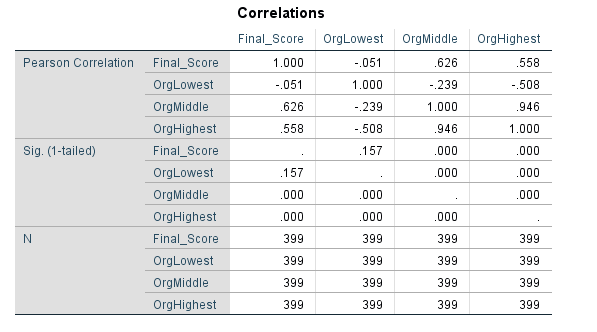 Correlations
Final_Score OrgLowest OrgMiddle OrgHighest
Pearson Correlation Final_Score 1.000 -.051 .626 .558
OrgLowest -.051 1.000 -.239 -.508
OrgMiddle .626 -.239 1.000 .946
OrgHighest .558 -.508 .946 1.000
Sig. (1-tailed) Final_Score . .157 .000 .000
OrgLowest .157 . .000 .000
OrgMiddle .000 .000 . .000
OrgHighest .000 .000 .000 .
N Final_Score 399 399 399 399
OrgLowest 399 399 399 399
OrgMiddle 399 399 399 399
OrgHighest 399 399 399 399